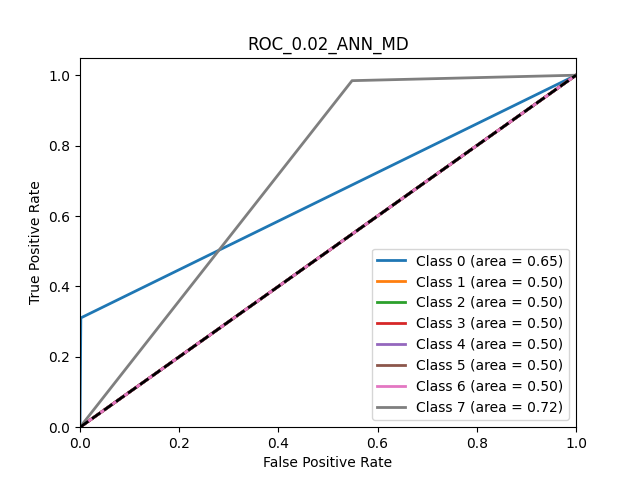 ROC_0.02_ANN_MD
1.0
0.8
0.6
0.4
0.2
0.0
True Positive Rate
Class 0 (area = 0.65)
Class 1 (area = 0.50)
Class 2 (area = 0.50)
Class 3 (area = 0.50)
Class 4 (area = 0.50)
Class 5 (area = 0.50)
Class 6 (area = 0.50)
Class 7 (area = 0.72)
0.0 0.2 0.4 0.6 0.8 1.0
False Positive Rate